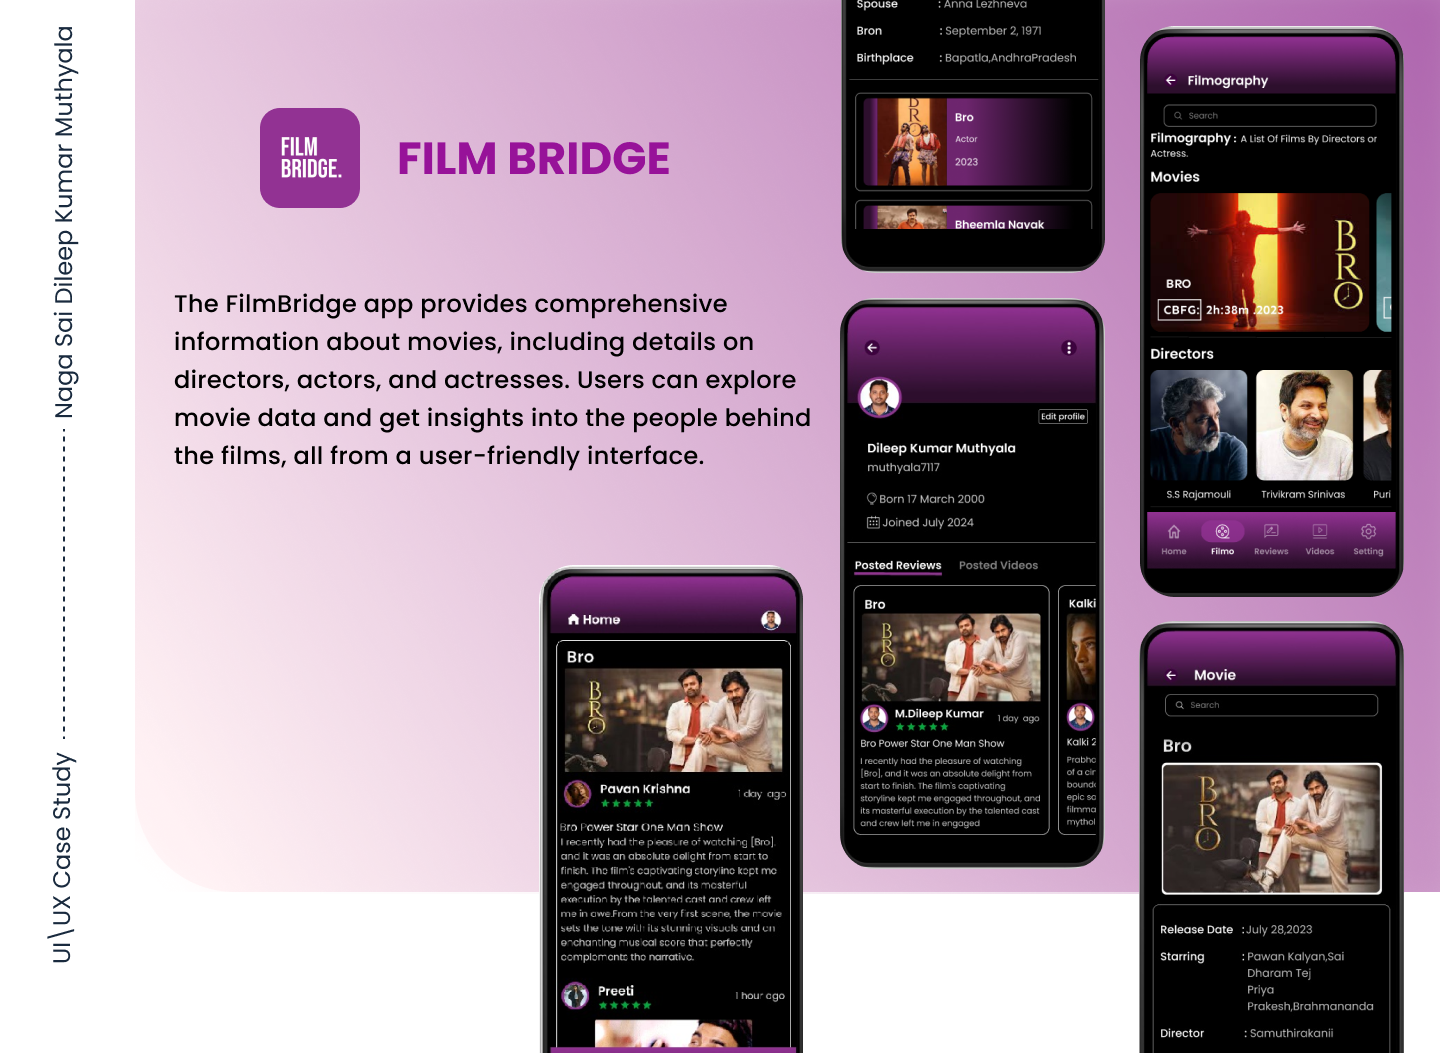 Naga Sai Dileep Kumar Muthyala
UI\UX Case Study
FILM
BRIDGE.
FILM BRIDGE
The FilmBridge app provides comprehensive
information about movies, including details on
directors, actors, and actresses. Users can explore
movie data and get insights into the people behind
the films, all from a user-friendly interface.
Home
Bro
BRO
Pavan Krishna
1 day ago
Bro Power Star One Man Show
I recently had the pleasure of watching [Bro],
and it was an absolute delight from start to
finish. The film's captivating storyline kept me
engaged throughout, and its masterful
execution by the talented cast and crew left
me in awe.From the very first scene, the movie
sets the tone with its stunning visuals and an
enchanting musical score that perfectly
complements the narrative.
Preeti
1 hour ago
Spouse : Anna Lezhneva
Bron : September 2, 1971
Birthplace : Bapatla,AndhraPradesh
BRO
Bro
Actor
2023
Bheemla Nayak
Edit profile
Dileep Kumar Muthyala
muthyala7117
Born 17 March 2000
Joined July 2024
Posted Reviews Posted Videos
Bro
BRO
M.Dileep Kumar
1 day ago
Bro Power Star One Man Show
I recently had the pleasure of watching
[Bro], and it was an absolute delight from
start to finish. The film's captivating
storyline kept me engaged throughout, and
its masterful execution by the talented cast
and crew left me in engaged
Kalki
Kalki 2
Prabha
of a cin
bound
epic sc
filmma
mythol
Filmography
Search
Filmography : A List Of Films By Directors or
Actress.
Movies
BRO
BRO
CBFG: 2h:38m .2023
Directors
S.S Rajamouli
Trivikram Srinivas
Puri
Home Filmo Reviews Videos Setting
Movie
Search
Bro
BRO
Release Date :July 28,2023
Starring : Pawan Kalyan,Sai
Dharam Tej
Priya
Prakesh,Brahmananda
Director : Samuthirakanii